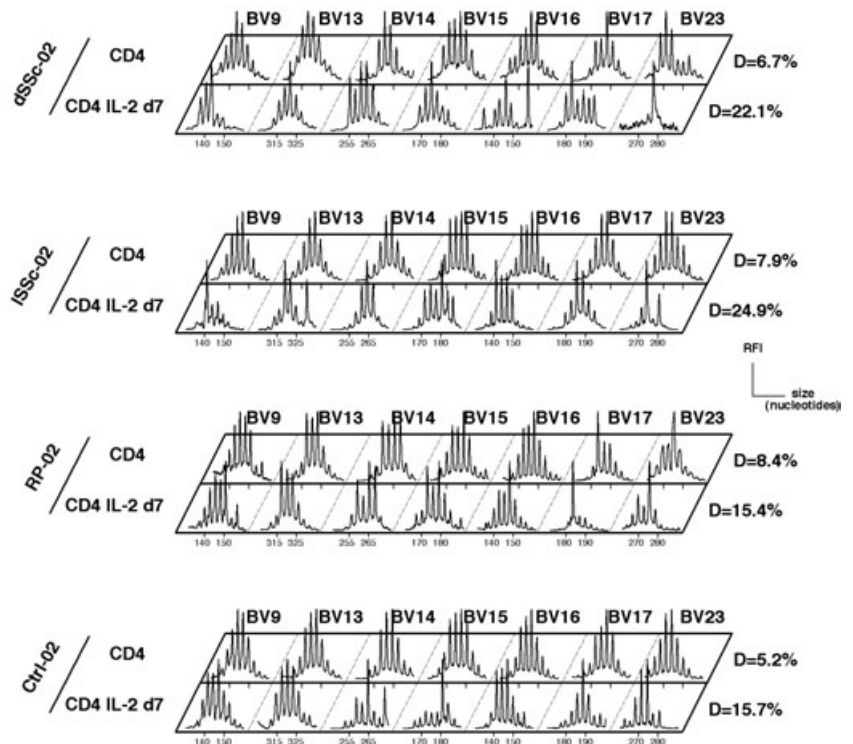 BV9 BV13 BV14 BV15 BV16 BV17 BV23
dSSc-02
CD4
D=6.7%
CD4 IL-2 d7
D=22.1%
140 150 315 325 255 265 170 180 140 150 180 190 270 280
BV9 BV13 BV14 BV15 BV16 BV17 BV23
lSSc-02
CD4
D=7.9%
CD4 IL-2 d7
D=24.9%
140 150 315 325 255 265 170 180 140 150 180 190 270 280
RFI
size
(nucleotides)
BV9 BV13 BV14 BV15 BV16 BV17 BV23
RP-02
CD4
D=8.4%
CD4 IL-2 d7
D=15.4%
140 150 315 325 255 265 170 180 140 150 180 190 270 280
BV9 BV13 BV14 BV15 BV16 BV17 BV23
Ctrl-02
CD4
D=5.2%
CD4 IL-2 d7
D=15.7%
140 150 315 325 255 265 170 180 140 150 180 190 270 280